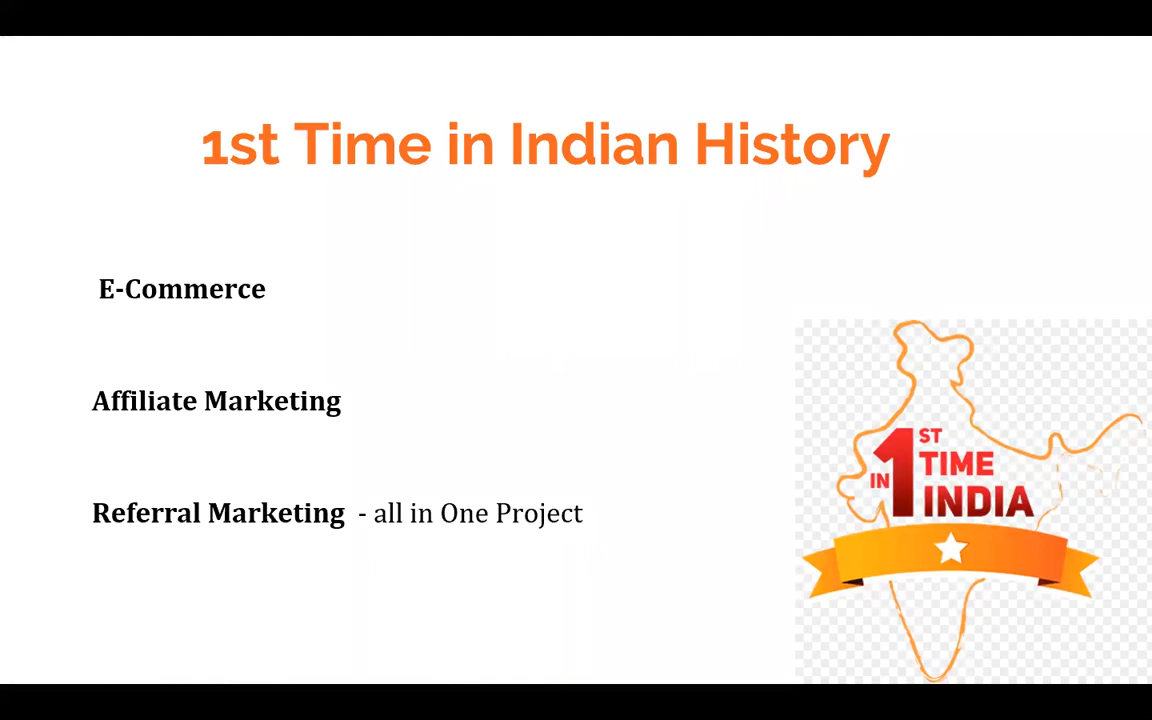 1st Time in Indian History
E-Commerce
Affiliate Marketing
Referral Marketing - all in One Project
IN 1ST TIME
INDIA